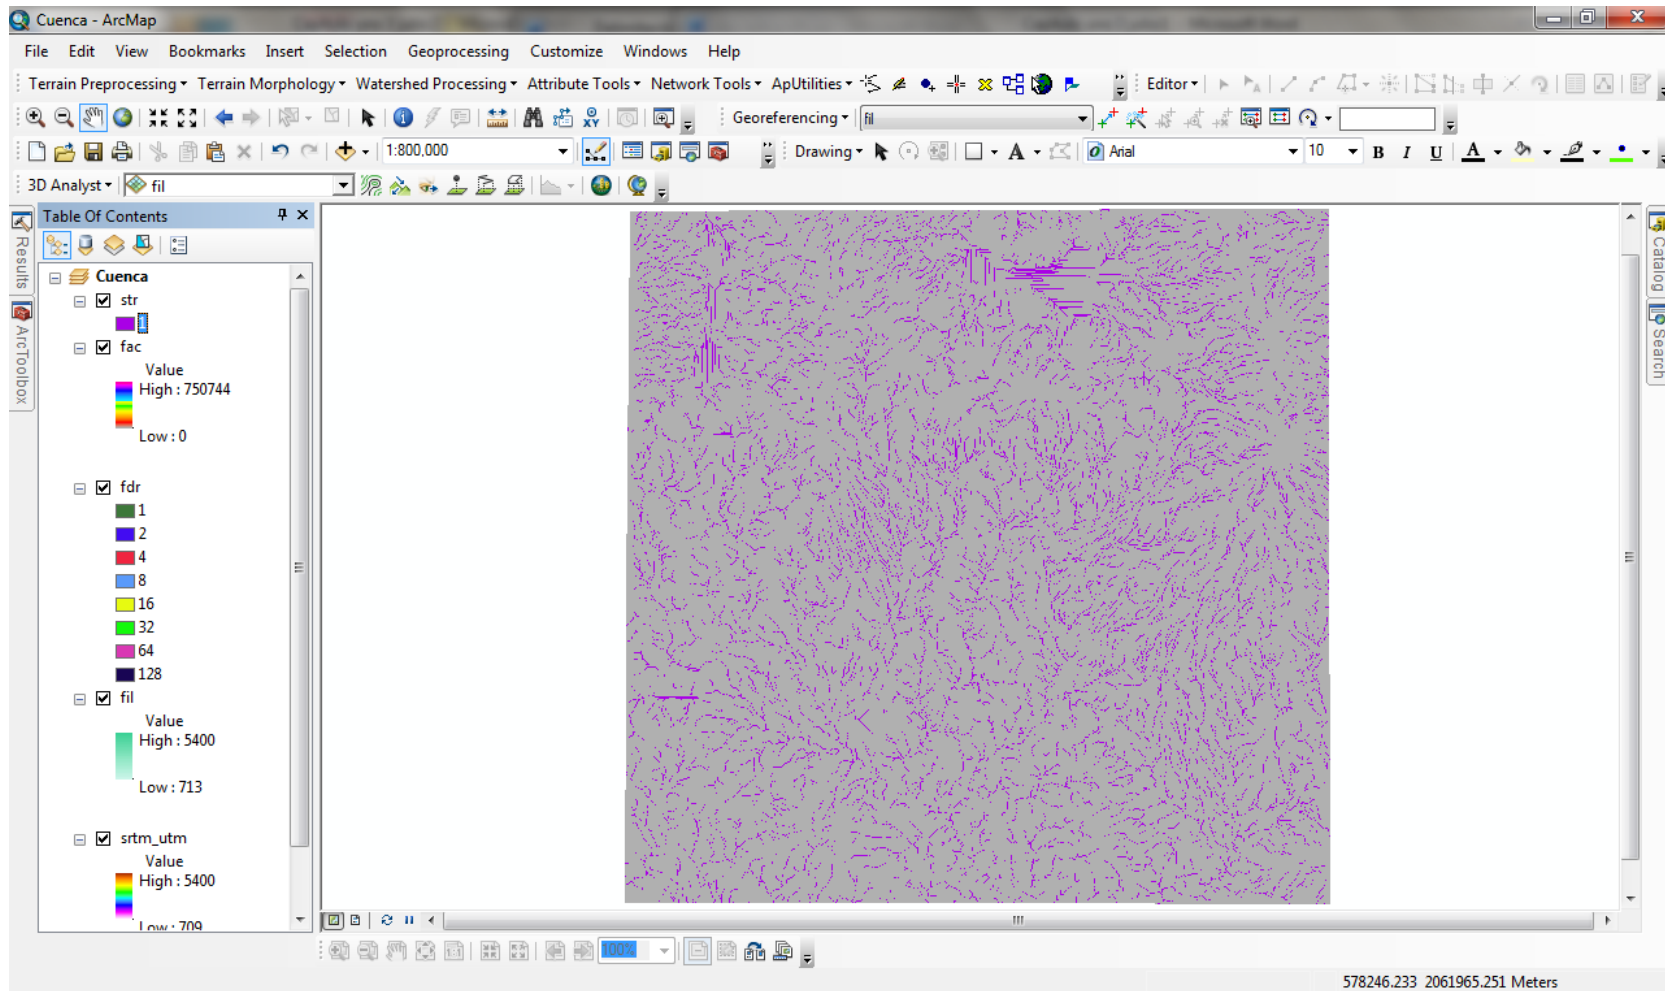 Cuenca - ArcMap
File Edit View Bookmarks Insert Selection Geoprocessing Customize Windows Help
Terrain Preprocessing Terrain Morphology Watershed Processing Attribute Tools Network Tools ApUtilities Editor
Georeferencing fil
1:800,000 Drawing A Arial 10 B I U A
3D Analyst fil
Table Of Contents
Results
ArcToolbox
Cuenca
str
1
fac
Value
High : 750744
Low : 0
fdr
1
2
4
8
16
32
64
128
fil
Value
High : 5400
Low : 713
srtm_utm
Value
High : 5400
Low : 709
Catalog
Search
100%
578246.233 2061965.251 Meters